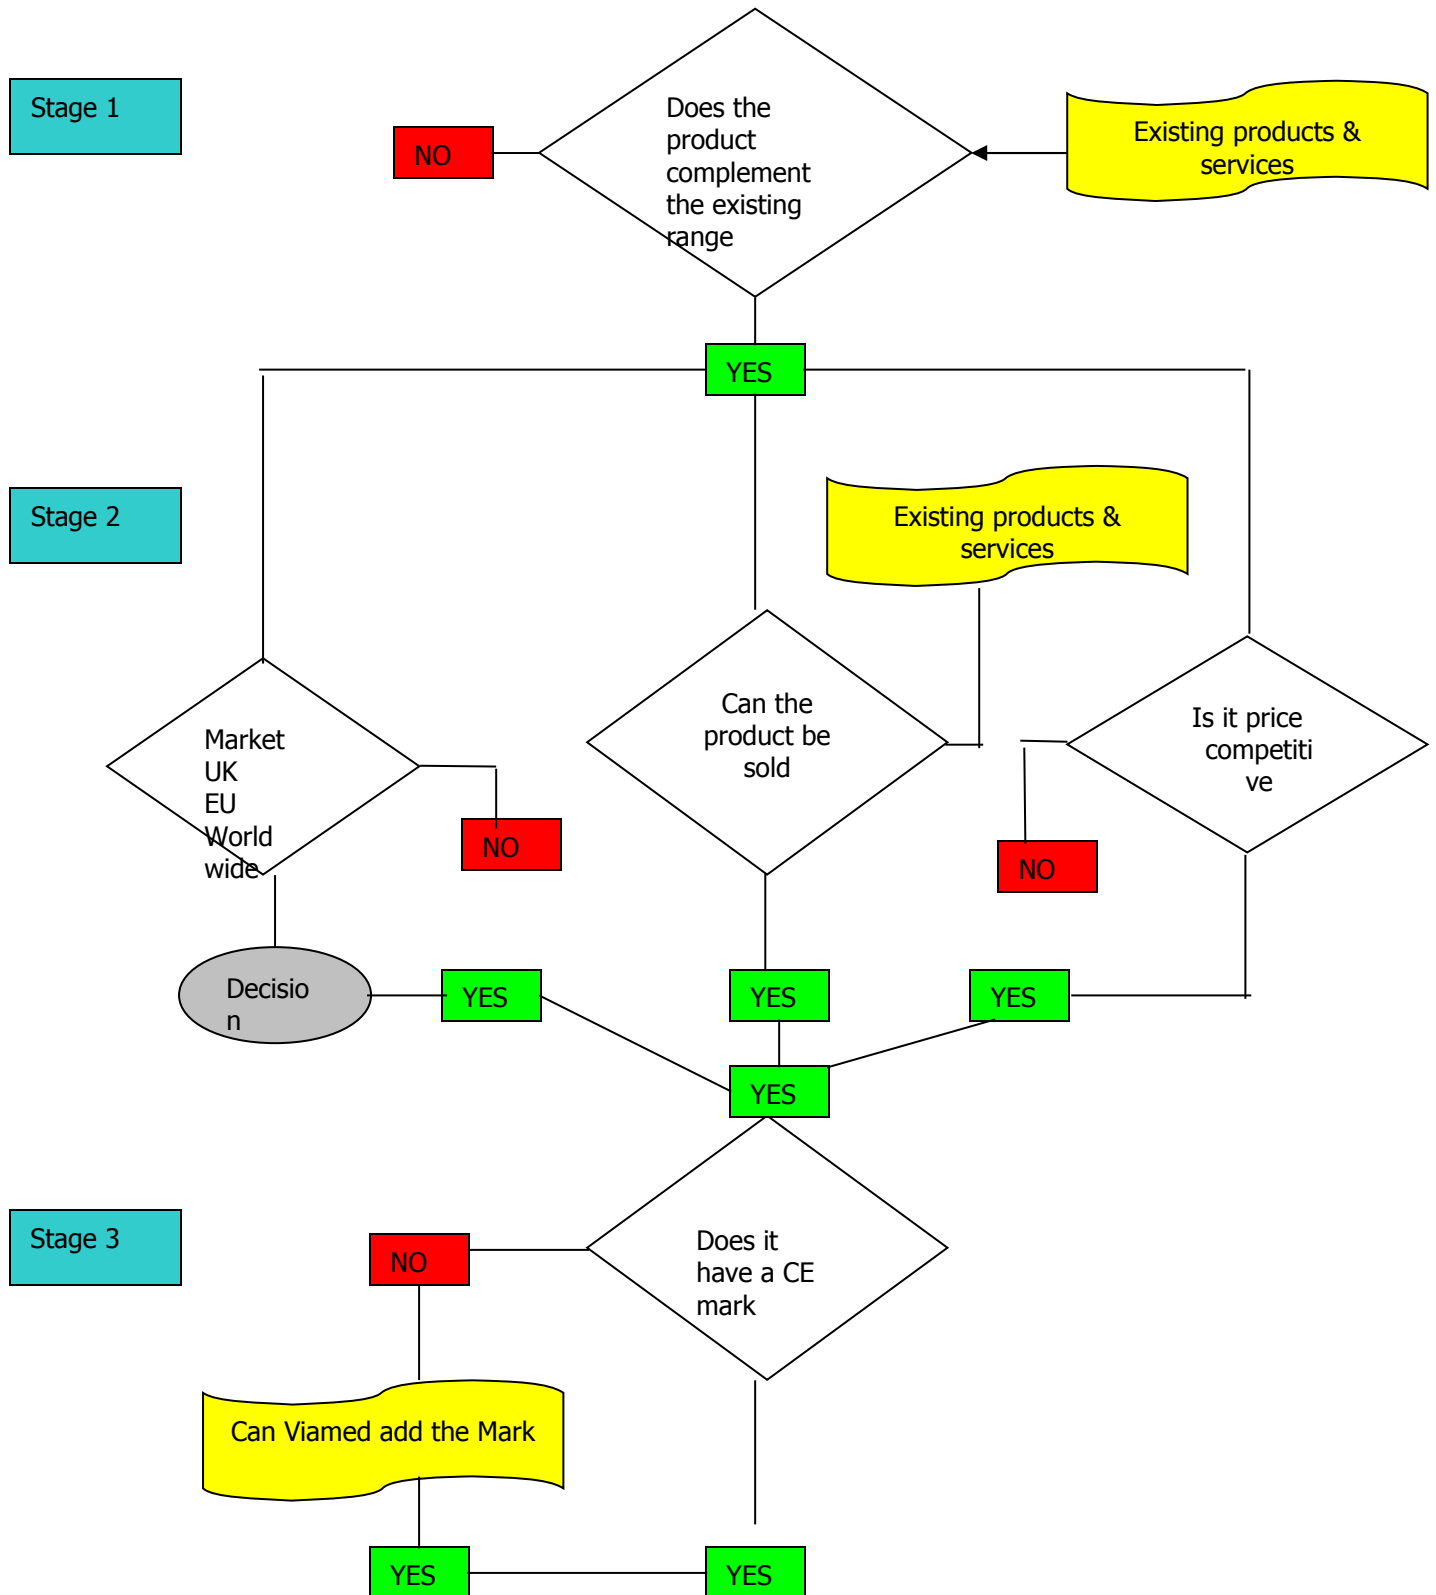 Stage 1
Does the
product
complement
the existing
range
NO
Existing products &
services
YES
Stage 2
Existing products &
services
Market
UK
EU
World
wide
NO
Can the
product be
sold
Is it price
competiti
ve
NO
Decisio
n
YES
YES
YES
YES
Stage 3
Does it
have a CE
mark
NO
Can Viamed add the Mark
YES
YES